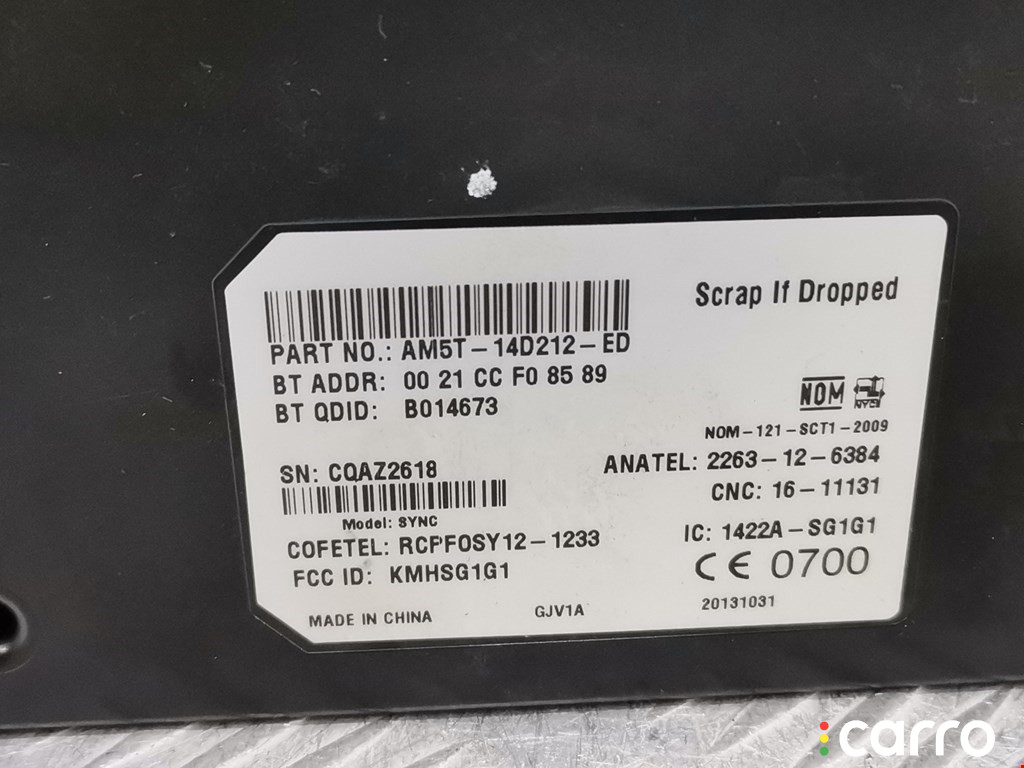 Scrap If Dropped
PART NO.: AM5T-14D212-ED
BT ADDR: 00 21 CC F0 85 89
BT QDID: B014673
NOM NYCE
NOM-121-SCT1-2009
SN: CQAZ2618
ANATEL: 2263-12-6384
CNC: 16-11131
Model: SYNC
COFETEL: RCPFOSY12-1233
IC: 1422A-SG1G1
FCC ID: KMHSG1G1
CE 0700
MADE IN CHINA
GJV1A
20131031
carro